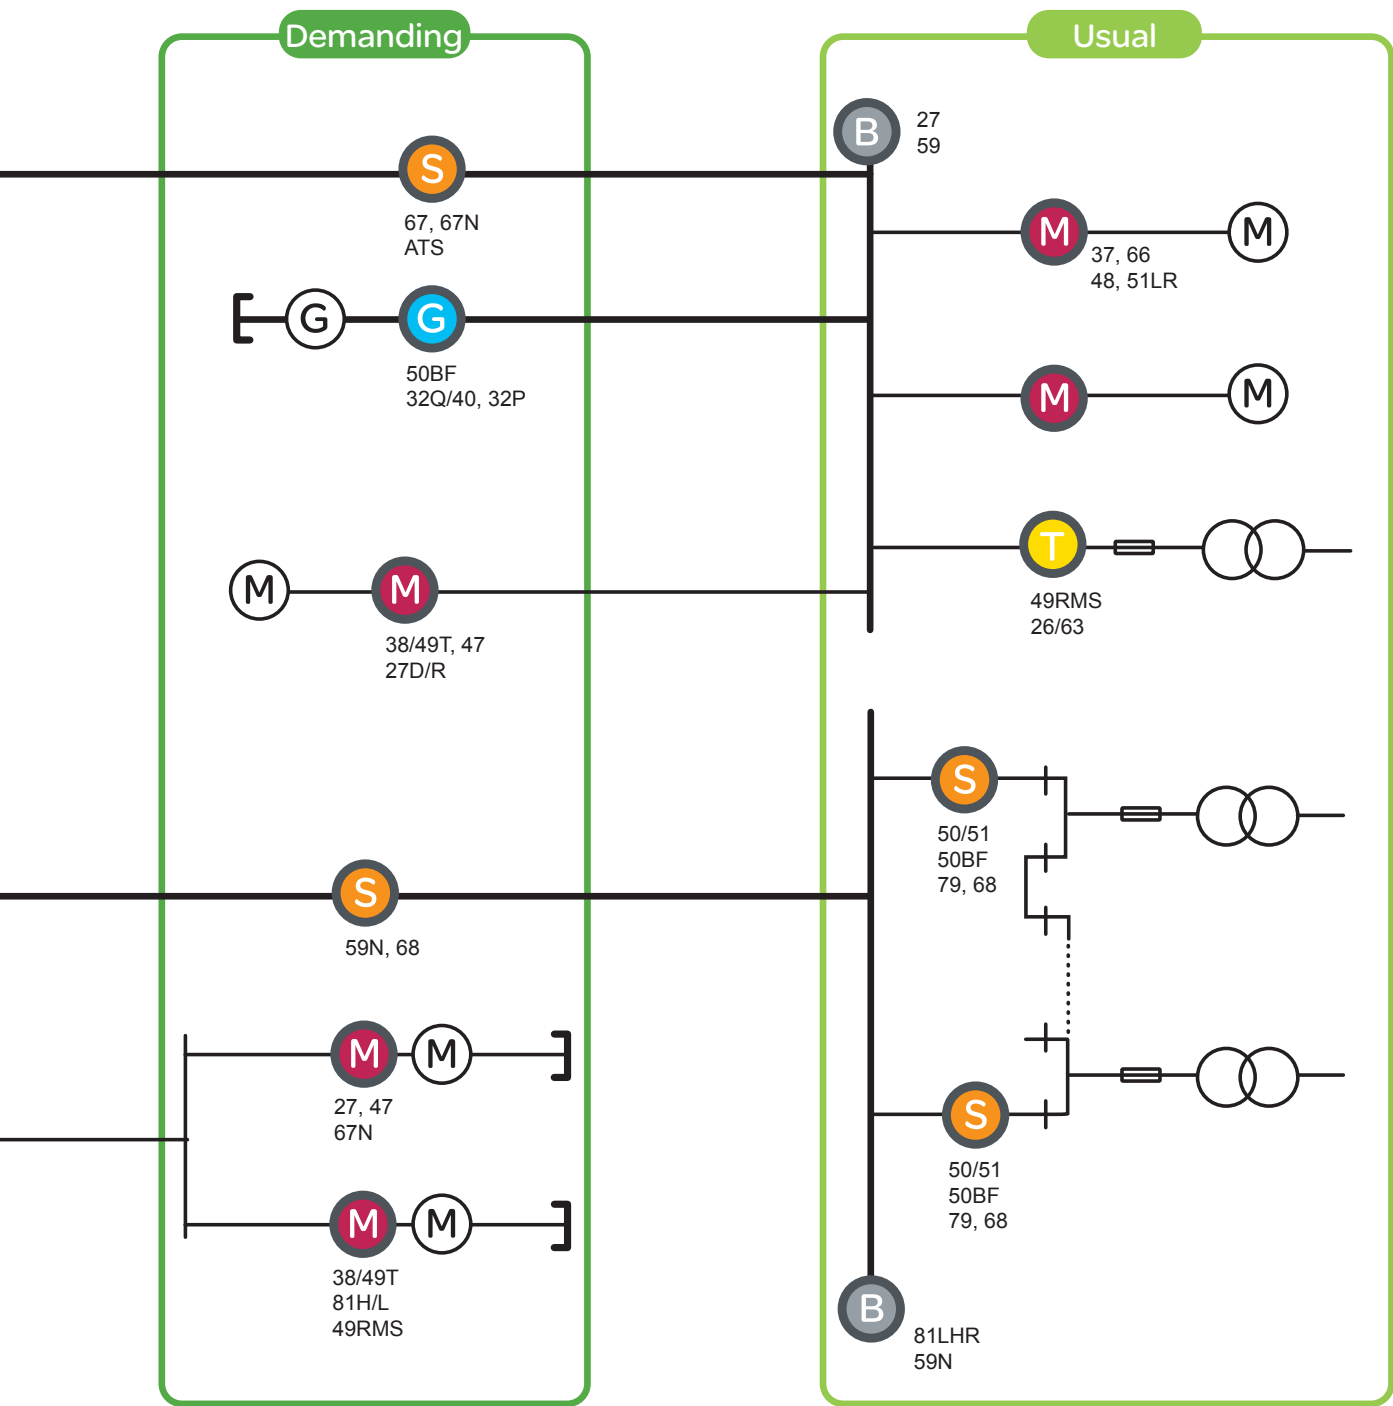 Demanding
Usual
B
27
59
S
67, 67N
ATS
M
M
37, 66
48, 51LR
G
G
50BF
32Q/40, 32P
M
M
T
49RMS
26/63
M
M
38/49T, 47
27D/R
S
50/51
50BF
79, 68
S
59N, 68
M
M
27, 47
67N
S
50/51
50BF
79, 68
M
M
38/49T
81H/L
49RMS
B
81LHR
59N